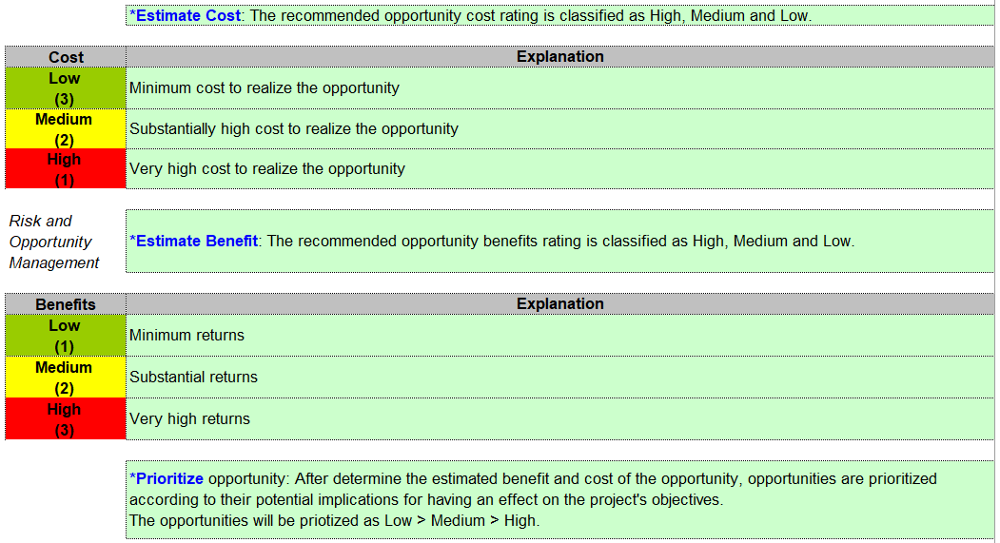 *Estimate Cost: The recommended opportunity cost rating is classified as High, Medium and Low.
Cost
Explanation
Low
(3)
Minimum cost to realize the opportunity
Medium
(2)
Substantially high cost to realize the opportunity
High
(1)
Very high cost to realize the opportunity
Risk and
Opportunity
Management
*Estimate Benefit: The recommended opportunity benefits rating is classified as High, Medium and Low.
Benefits
Explanation
Low
(1)
Minimum returns
Medium
(2)
Substantial returns
High
(3)
Very high returns
*Prioritize opportunity: After determine the estimated benefit and cost of the opportunity, opportunities are prioritized
according to their potential implications for having an effect on the project's objectives.
The opportunities will be priotized as Low > Medium > High.